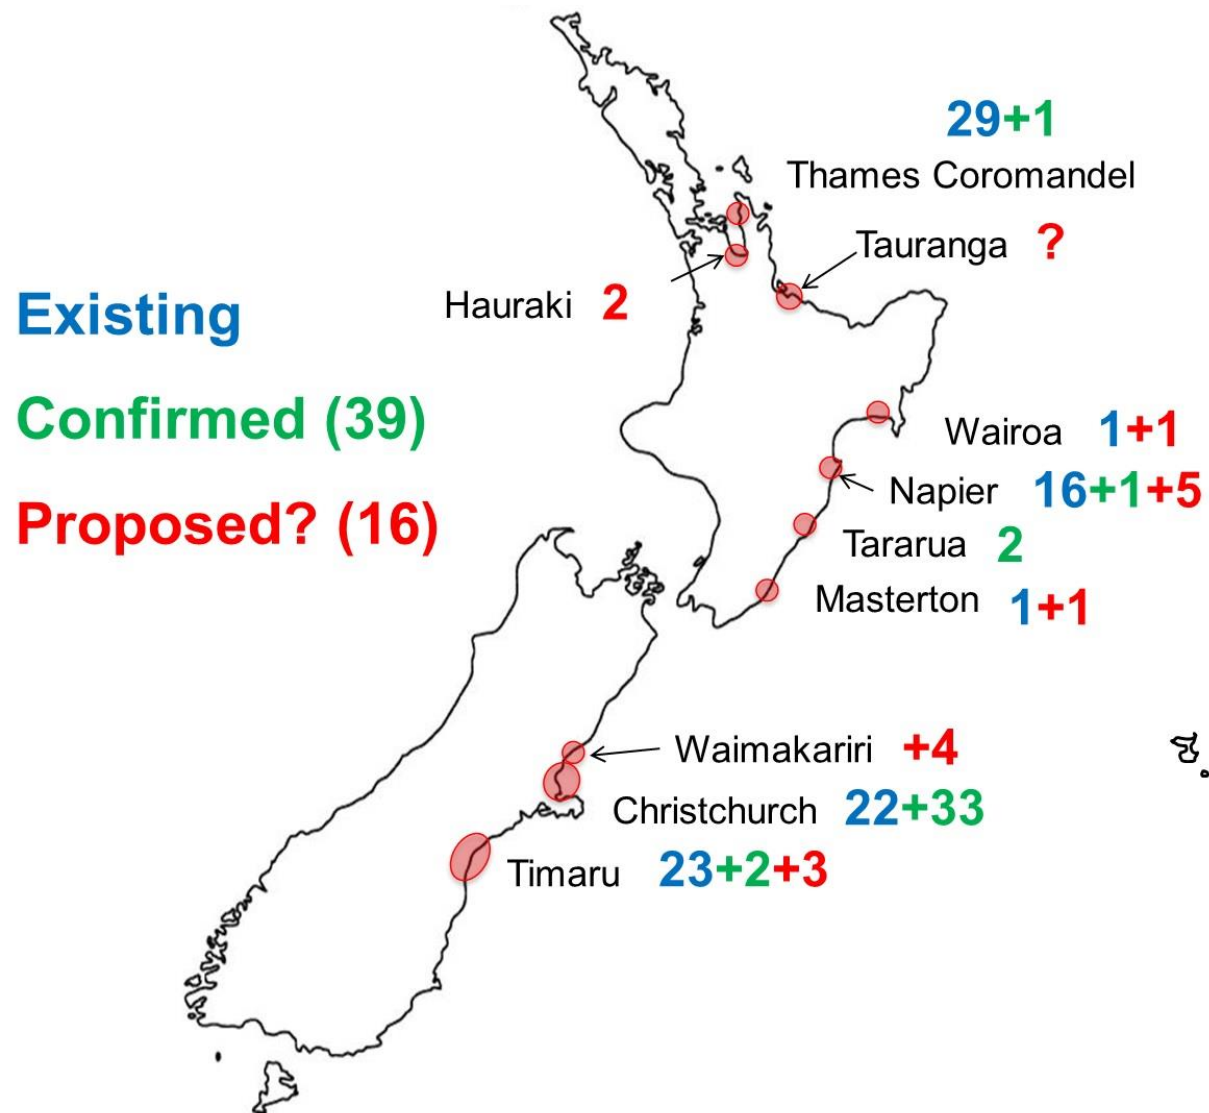 29+1
Thames Coromandel
Tauranga ?
Hauraki 2
Existing
Confirmed (39)
Proposed? (16)
Wairoa 1+1
Napier 16+1+5
Tararua 2
Masterton 1+1
Waimakariri +4
Christchurch 22+33
Timaru 23+2+3